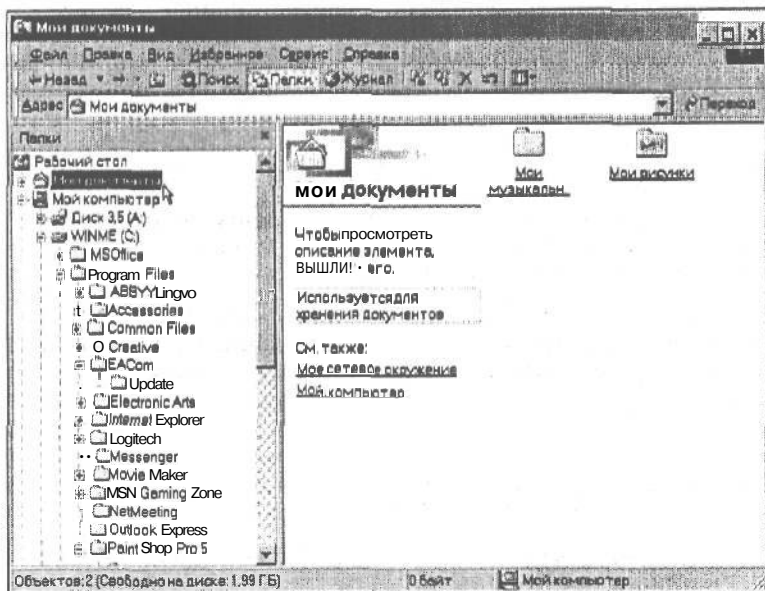 Мои документы
Файл Правка Вид Избранное Сервис Справка
Назад Поиск Папки Журнал
Адрес Мои документы Переход
Папки
Рабочий стол
Мои документы
Мой компьютер
Диск 3,5 (A:)
WINME (C:)
MSOffice
Program Files
ABBYYLingvo
Accessories
Common Files
Creative
EACom
Update
Electronic Arts
Internet Explorer
Logitech
Messenger
Movie Maker
MSN Gaming Zone
NetMeeting
Outlook Express
Paint Shop Pro 5
мои документы
Чтобыпросмотреть
описание элемента,
ВЫШЛИ! • его.
Используетсядля
хранения документов
См. также:
Мое сетевое окружение
Мой компьютер
Мои
музыкальн..
Мои рисунки
Объектов: 2 (Свободно на диске: 1,99 ГБ) 0 байт Мой компьютер